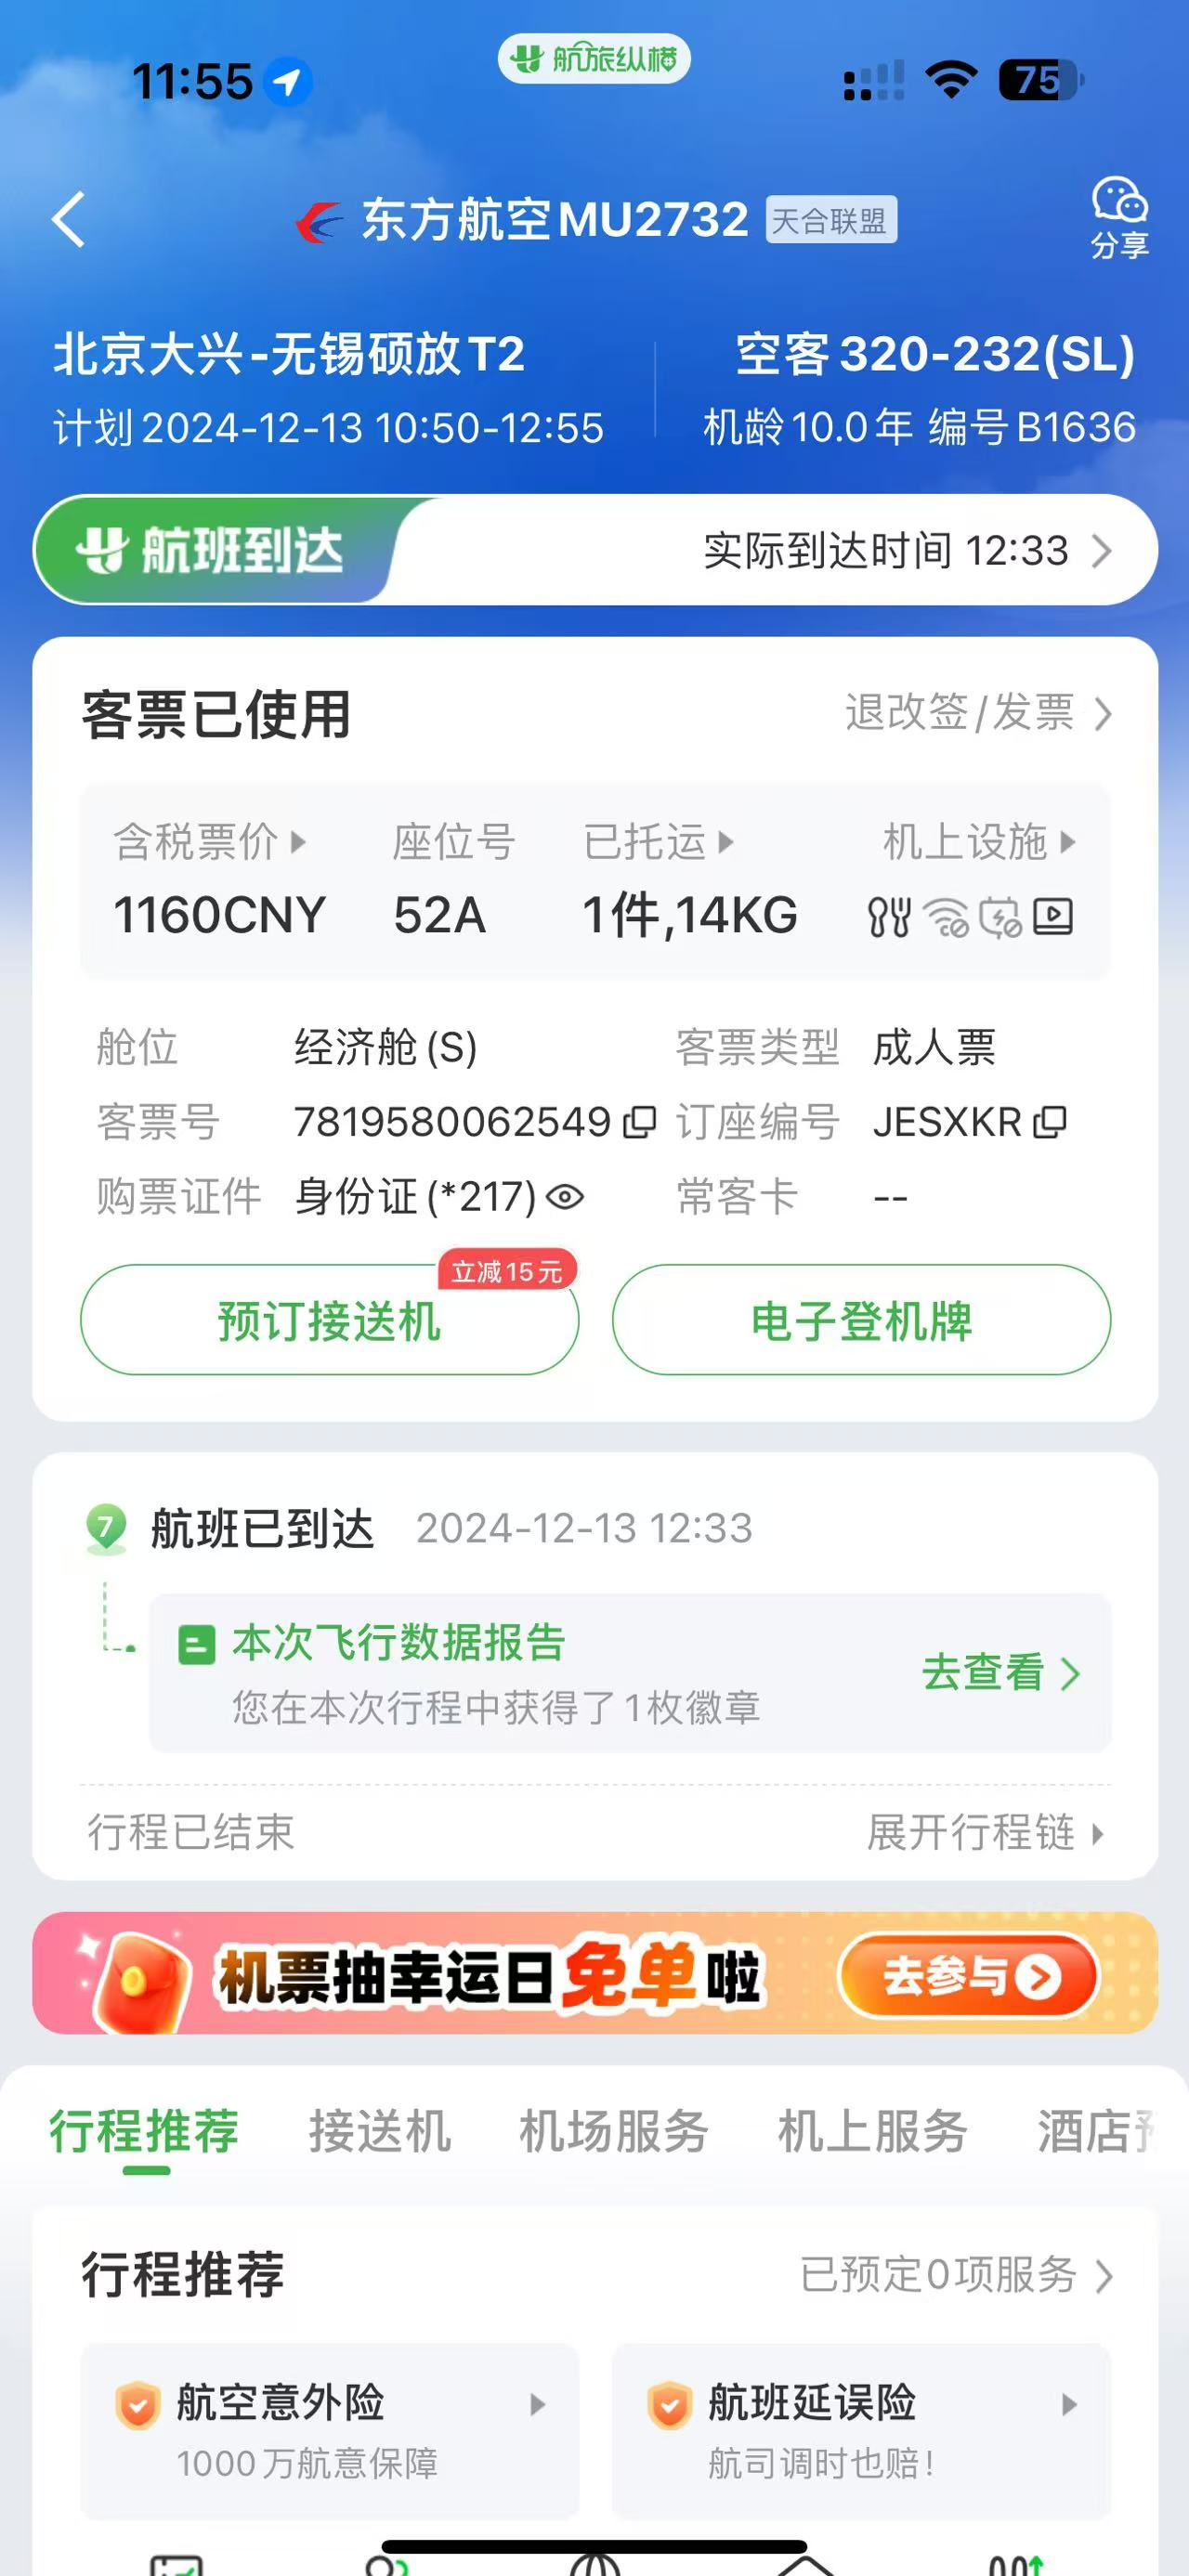 11:55
航旅纵横
75
东方航空MU2732 天合联盟
分享
北京大兴-无锡硕放T2
空客320-232(SL)
计划2024-12-13 10:50-12:55
机龄10.0年 编号B1636
航班到达
实际到达时间 12:33
客票已使用
退改签/发票
含税票价 座位号 已托运 机上设施
1160CNY 52A 1件,14KG
舱位 经济舱(S) 客票类型 成人票
客票号 7819580062549 订座编号 JESXKR
购票证件 身份证(*217) 常客卡 --
立减15元
预订接送机 电子登机牌
7 航班已到达 2024-12-13 12:33
本次飞行数据报告
去查看
您在本次行程中获得了1枚徽章
行程已结束 展开行程链
机票抽幸运日免单啦 去参与
行程推荐 接送机 机场服务 机上服务 酒店
行程推荐 已预定0项服务
航空意外险 航班延误险
1000万航意保障 航司调时也赔!